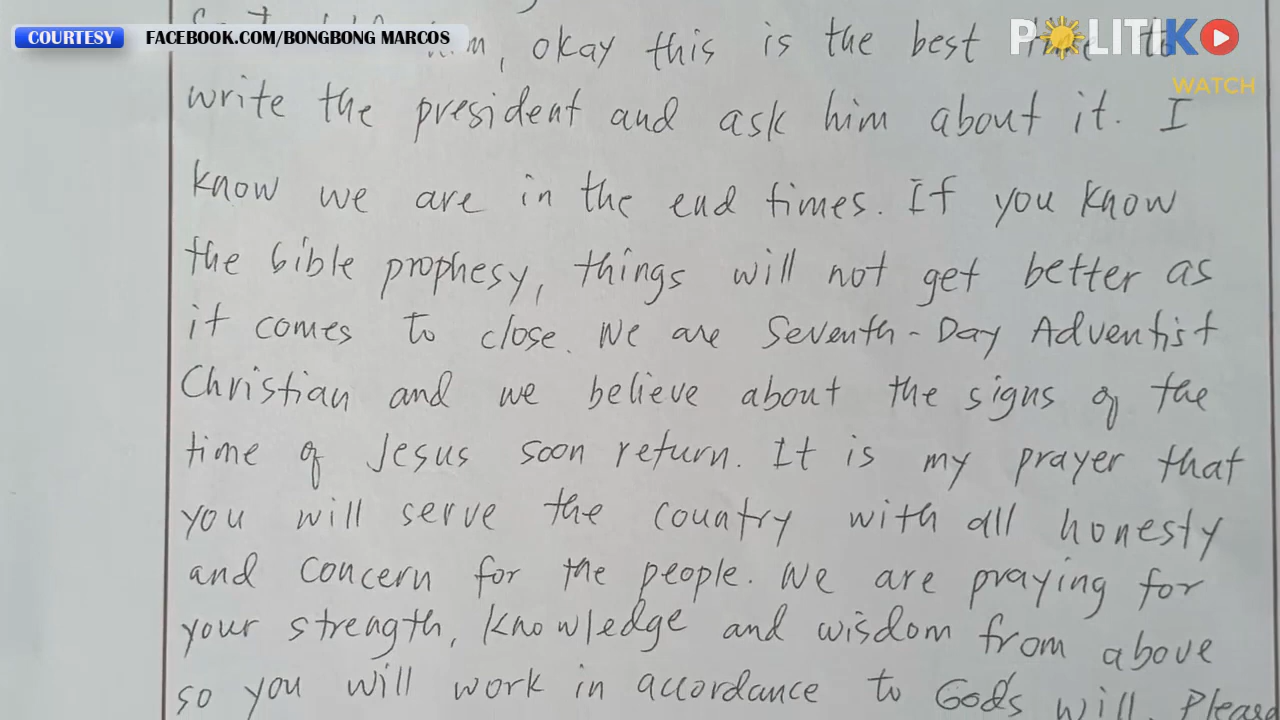 COURTESY FACEBOOK.COM/BONGBONG MARCOS
POLITIKO
WATCH
, okay this is the best time to
write the president and ask him about it. I
know we are in the end times. If you know
the bible prophesy, things will not get better as
it comes to close. We are Seventh-Day Adventist
Christian and we believe about the signs of the
time of Jesus soon return. It is my prayer that
you will serve the country with all honesty
and concern for the people. We are praying for
your strength, knowledge and wisdom from above
so you will work in accordance to God's will.